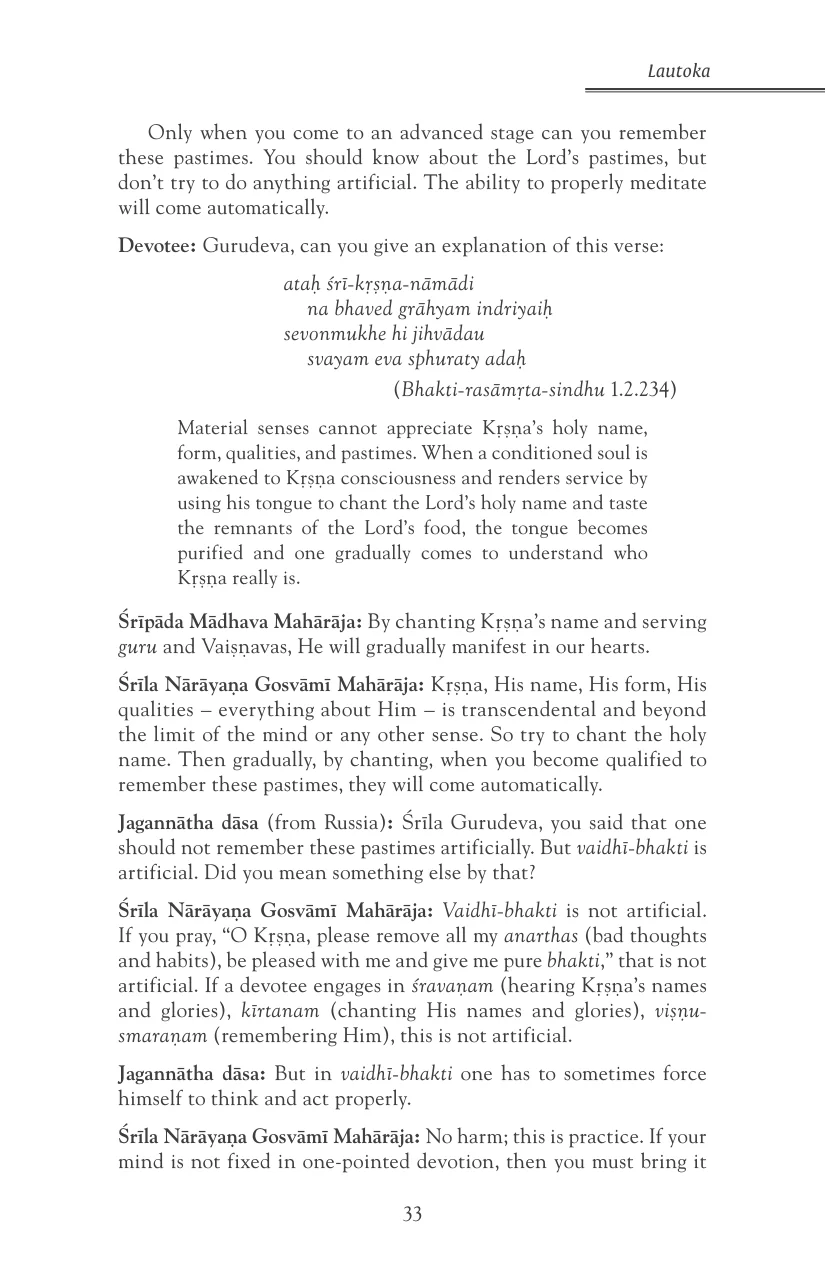 Lautoka
Only when you come to an advanced stage can you remember
these pastimes. You should know about the Lord’s pastimes, but
don’t try to do anything artificial. The ability to properly meditate
will come automatically.
Devotee: Gurudeva, can you give an explanation of this verse:
ataḥ śrī-kṛṣṇa-nāmādi
na bhaved grāhyam indriyaiḥ
sevonmukhe hi jihvādau
svayam eva sphuraty adaḥ
(Bhakti-rasāmṛta-sindhu 1.2.234)
Material senses cannot appreciate Kṛṣṇa’s holy name,
form, qualities, and pastimes. When a conditioned soul is
awakened to Kṛṣṇa consciousness and renders service by
using his tongue to chant the Lord’s holy name and taste
the remnants of the Lord’s food, the tongue becomes
purified and one gradually comes to understand who
Kṛṣṇa really is.
Śrīpāda Mādhava Mahārāja: By chanting Kṛṣṇa’s name and serving
guru and Vaiṣṇavas, He will gradually manifest in our hearts.
Śrīla Nārāyaṇa Gosvāmī Mahārāja: Kṛṣṇa, His name, His form, His
qualities – everything about Him – is transcendental and beyond
the limit of the mind or any other sense. So try to chant the holy
name. Then gradually, by chanting, when you become qualified to
remember these pastimes, they will come automatically.
Jagannātha dāsa (from Russia): Śrīla Gurudeva, you said that one
should not remember these pastimes artificially. But vaidhī-bhakti is
artificial. Did you mean something else by that?
Śrīla Nārāyaṇa Gosvāmī Mahārāja: Vaidhī-bhakti is not artificial.
If you pray, “O Kṛṣṇa, please remove all my anarthas (bad thoughts
and habits), be pleased with me and give me pure bhakti,” that is not
artificial. If a devotee engages in śravaṇam (hearing Kṛṣṇa’s names
and glories), kīrtanam (chanting His names and glories), viṣṇu-
smaraṇam (remembering Him), this is not artificial.
Jagannātha dāsa: But in vaidhī-bhakti one has to sometimes force
himself to think and act properly.
Śrīla Nārāyaṇa Gosvāmī Mahārāja: No harm; this is practice. If your
mind is not fixed in one-pointed devotion, then you must bring it
33